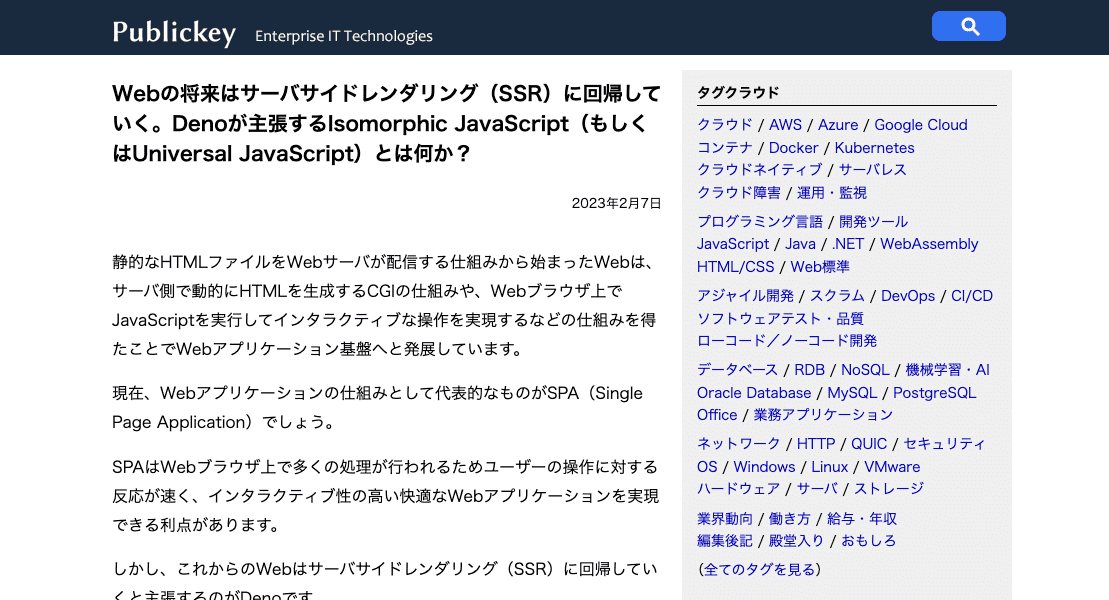 Publickey Enterprise IT Technologies
Webの将来はサーバサイドレンダリング（SSR）に回帰して
いく。Denoが主張するIsomorphic JavaScript（もしく
はUniversal JavaScript）とは何か？
2023年2月7日
静的なHTMLファイルをWebサーバが配信する仕組みから始まったWebは、
サーバ側で動的にHTMLを生成するCGIの仕組みや、Webブラウザ上で
JavaScriptを実行してインタラクティブな操作を実現するなどの仕組みを得
たことでWebアプリケーション基盤へと発展しています。
現在、Webアプリケーションの仕組みとして代表的なものがSPA（Single
Page Application）でしょう。
SPAはWebブラウザ上で多くの処理が行われるためユーザーの操作に対する
反応が速く、インタラクティブ性の高い快適なWebアプリケーションを実現
できる利点があります。
しかし、これからのWebはサーバサイドレンダリング（SSR）に回帰してい
くと主張するのがDenoです
タグクラウド
クラウド / AWS / Azure / Google Cloud
コンテナ / Docker / Kubernetes
クラウドネイティブ / サーバレス
クラウド障害 / 運用・監視
プログラミング言語 / 開発ツール
JavaScript / Java / .NET / WebAssembly
HTML/CSS / Web標準
アジャイル開発 / スクラム / DevOps / CI/CD
ソフトウェアテスト・品質
ローコード／ノーコード開発
データベース / RDB / NoSQL / 機械学習・AI
Oracle Database / MySQL / PostgreSQL
Office / 業務アプリケーション
ネットワーク / HTTP / QUIC / セキュリティ
OS / Windows / Linux / VMware
ハードウェア / サーバ / ストレージ
業界動向 / 働き方 / 給与・年収
編集後記 / 殿堂入り / おもしろ
（全てのタグを見る）